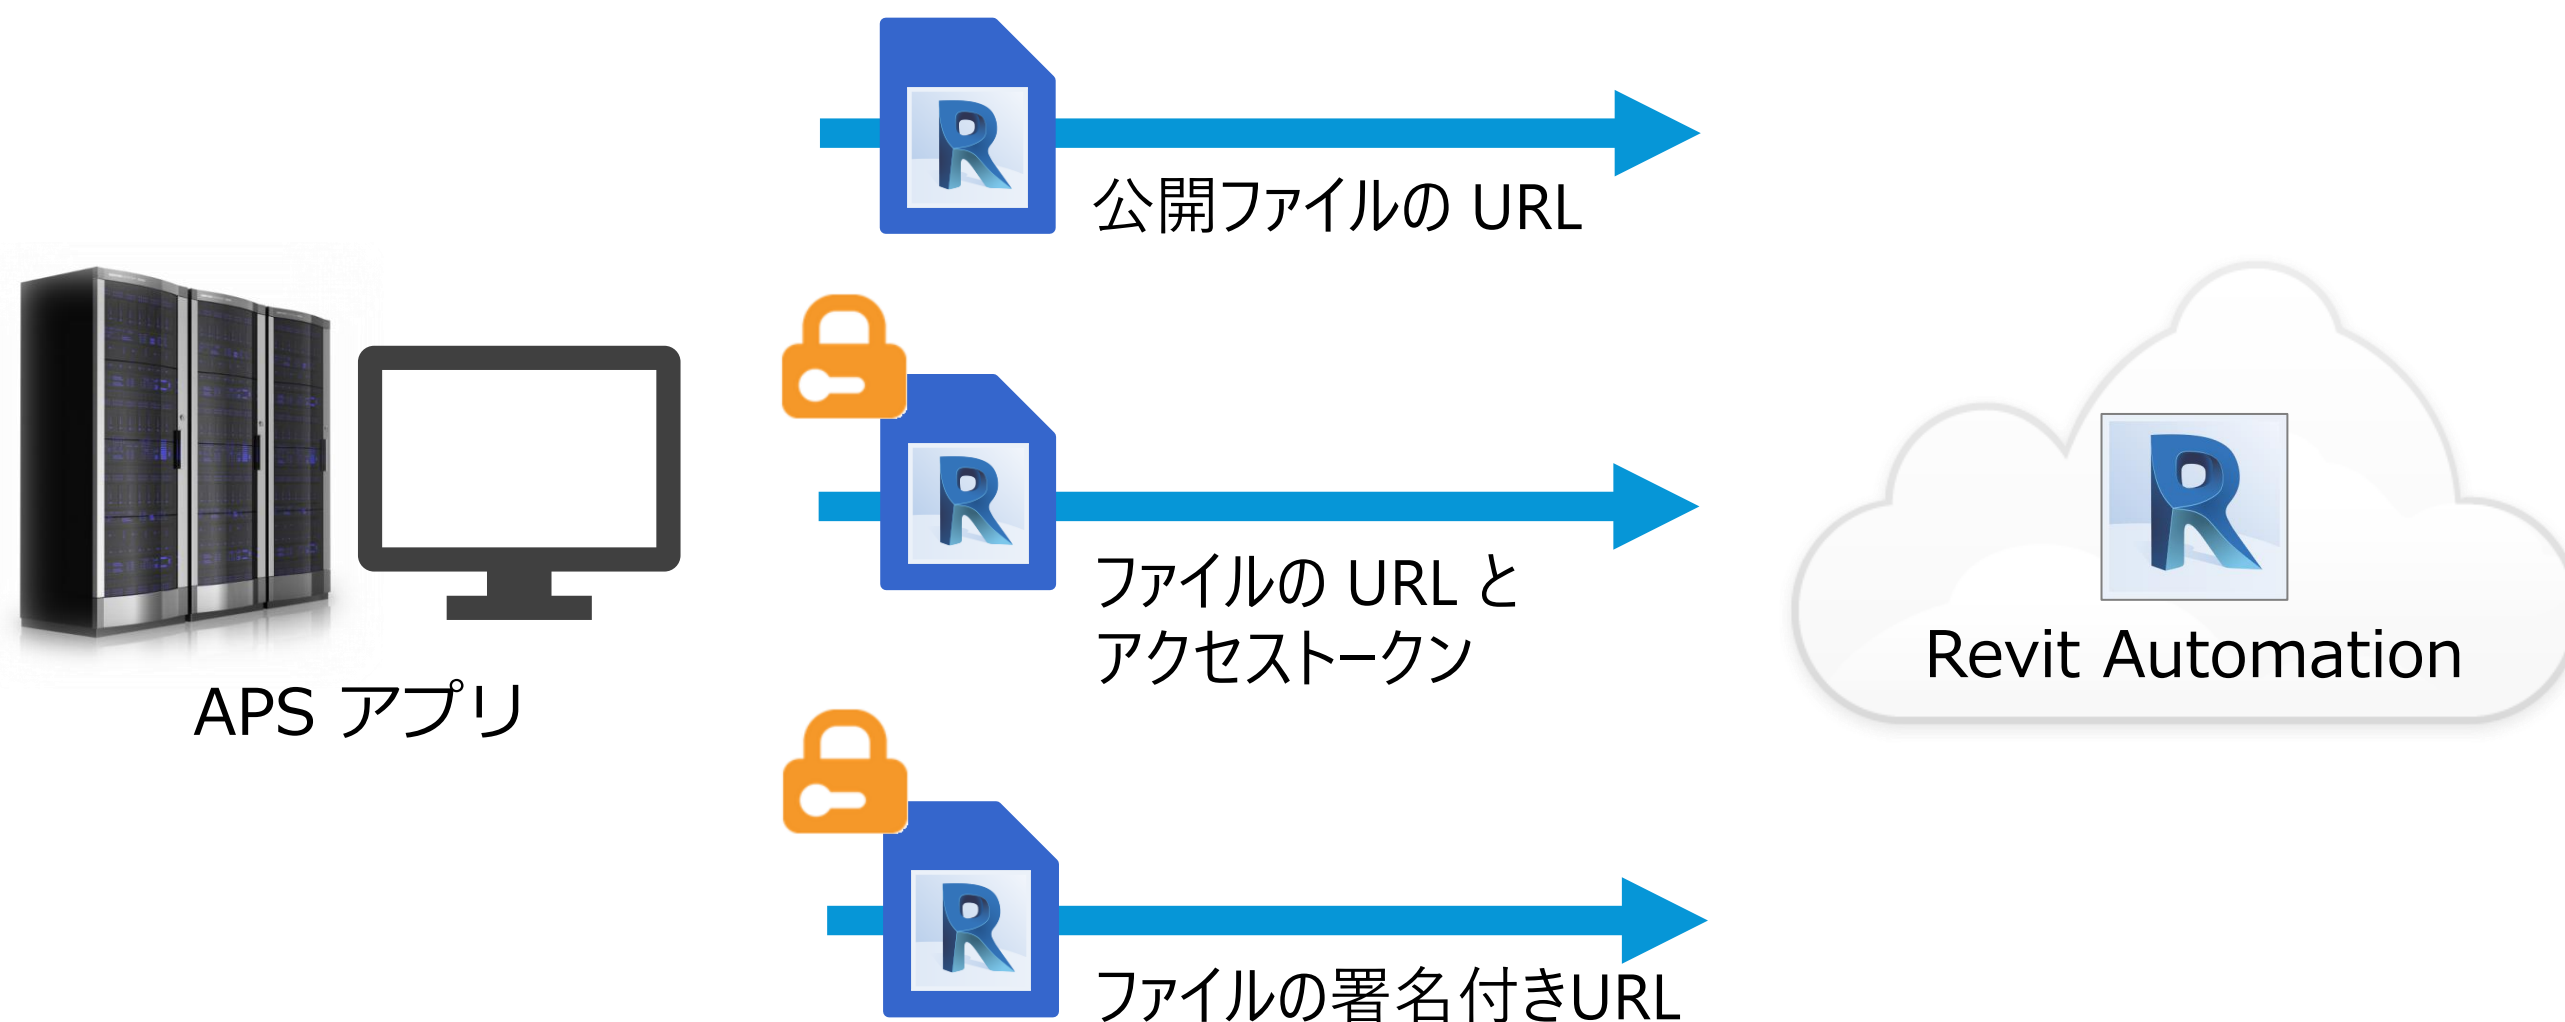 公開ファイルの URL
ファイルの URL と
アクセストークン
APS アプリ
Revit Automation
ファイルの署名付きURL